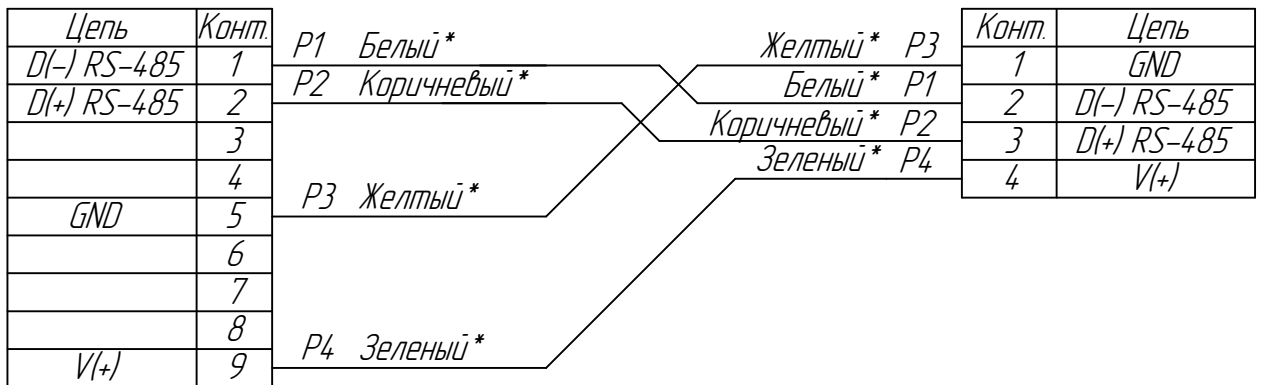 Цепь Конт.
D(-) RS-485 1
D(+) RS-485 2
3
4
GND 5
6
7
8
V(+) 9
P1 Белый*
P2 Коричневый*
P3 Желтый*
P4 Зеленый*
Желтый* P3
Белый* P1
Коричневый* P2
Зеленый* P4
Конт. Цепь
1 GND
2 D(-) RS-485
3 D(+) RS-485
4 V(+)